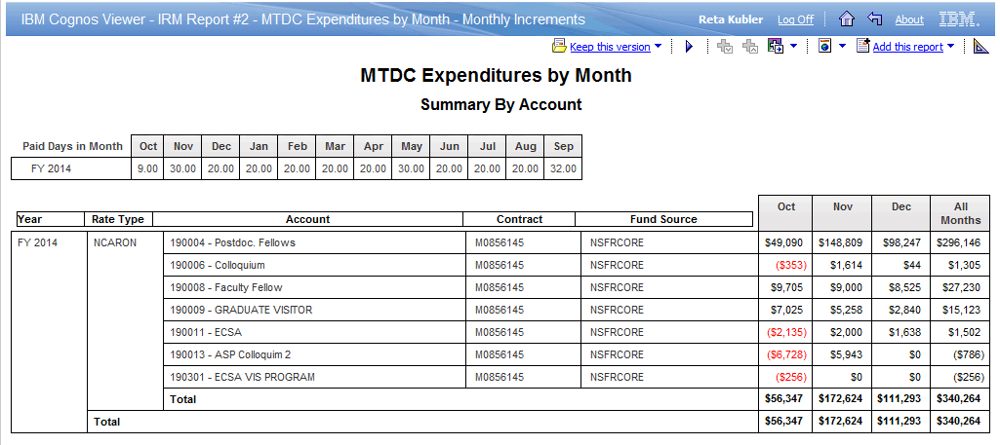 IBM Cognos Viewer - IRM Report #2 - MTDC Expenditures by Month - Monthly Increments Reta Kubler Log Off About IBM.
Keep this version Add this report
MTDC Expenditures by Month
Summary By Account
Paid Days in Month Oct Nov Dec Jan Feb Mar Apr May Jun Jul Aug Sep
FY 2014 9.00 30.00 20.00 20.00 20.00 20.00 20.00 30.00 20.00 20.00 20.00 32.00
Year Rate Type Account Contract Fund Source Oct Nov Dec All Months
FY 2014 NCARON 190004 - Postdoc. Fellows M0856145 NSFRCORE $49,090 $148,809 $98,247 $296,146
190006 - Colloquium M0856145 NSFRCORE ($353) $1,614 $44 $1,305
190008 - Faculty Fellow M0856145 NSFRCORE $9,705 $9,000 $8,525 $27,230
190009 - GRADUATE VISITOR M0856145 NSFRCORE $7,025 $5,258 $2,840 $15,123
190011 - ECSA M0856145 NSFRCORE ($2,135) $2,000 $1,638 $1,502
190013 - ASP Colloquim 2 M0856145 NSFRCORE ($6,728) $5,943 $0 ($786)
190301 - ECSA VIS PROGRAM M0856145 NSFRCORE ($256) $0 $0 ($256)
Total $56,347 $172,624 $111,293 $340,264
Total $56,347 $172,624 $111,293 $340,264